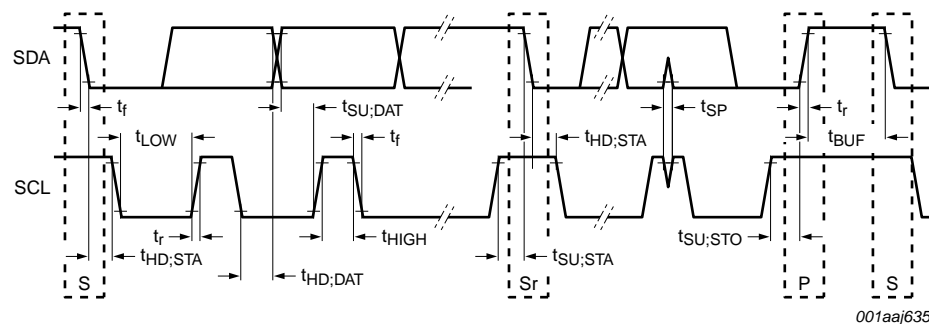 SDA
t_f
t_SU;DAT
t_SP
t_r
t_LOW
t_f
t_HD;STA
t_BUF
SCL
t_r
t_HIGH
t_SU;STO
t_HD;STA
t_SU;STA
t_HD;DAT
S
Sr
P
S
001aaj635